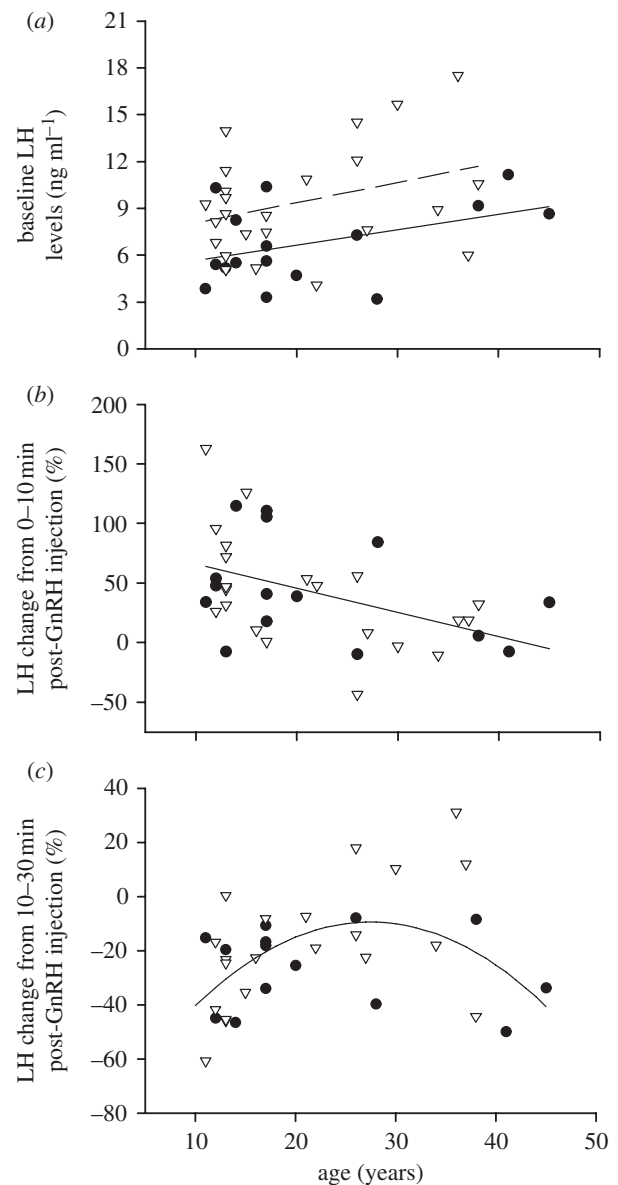 (a)
21
18
15
12
9
6
3
0
baseline LH
levels (ng ml⁻¹)
(b)
200
150
100
50
0
–50
LH change from 0–10 min
post-GnRH injection (%)
(c)
40
20
0
–20
–40
–60
–80
LH change from 10–30 min
post-GnRH injection (%)
10 20 30 40 50
age (years)